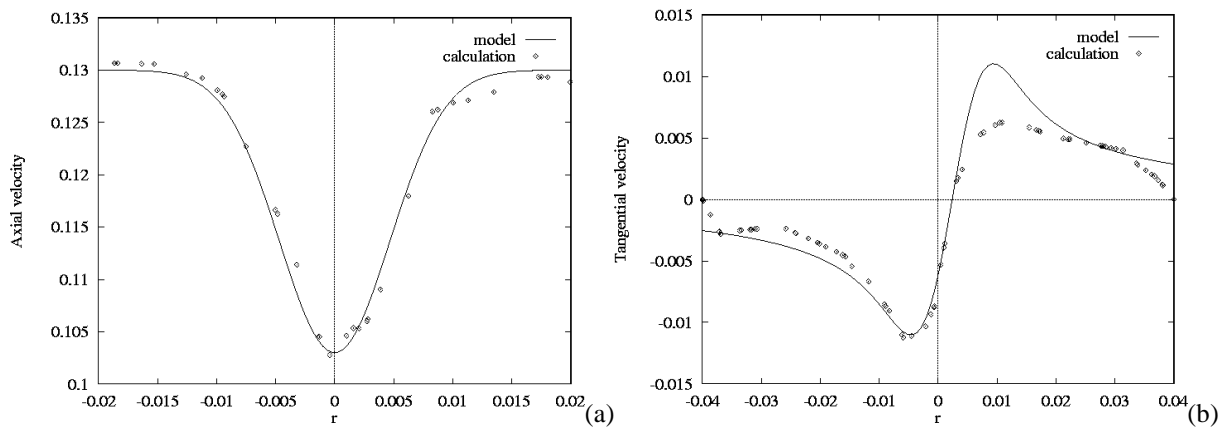 model
calculation
0.135
0.13
0.125
0.12
0.115
0.11
0.105
0.1
Axial velocity
-0.02 -0.015 -0.01 -0.005 0 0.005 0.01 0.015 0.02
r
(a)
model
calculation
0.015
0.01
0.005
0
-0.005
-0.01
-0.015
Tangential velocity
-0.04 -0.03 -0.02 -0.01 0 0.01 0.02 0.03 0.04
r
(b)